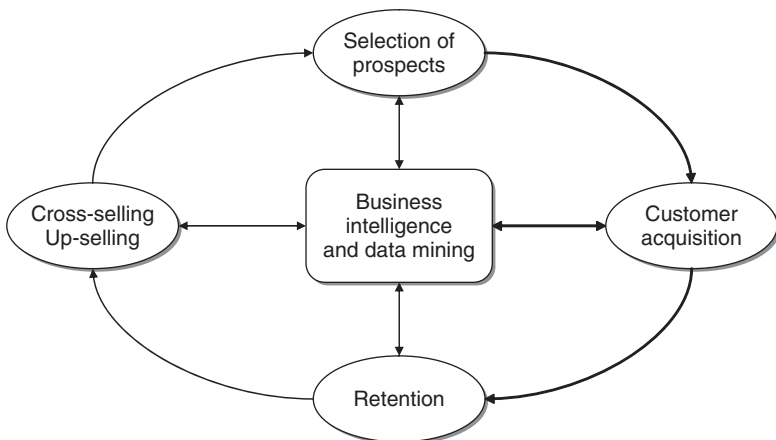 Selection of
prospects
Cross-selling
Up-selling
Business
intelligence
and data mining
Customer
acquisition
Retention